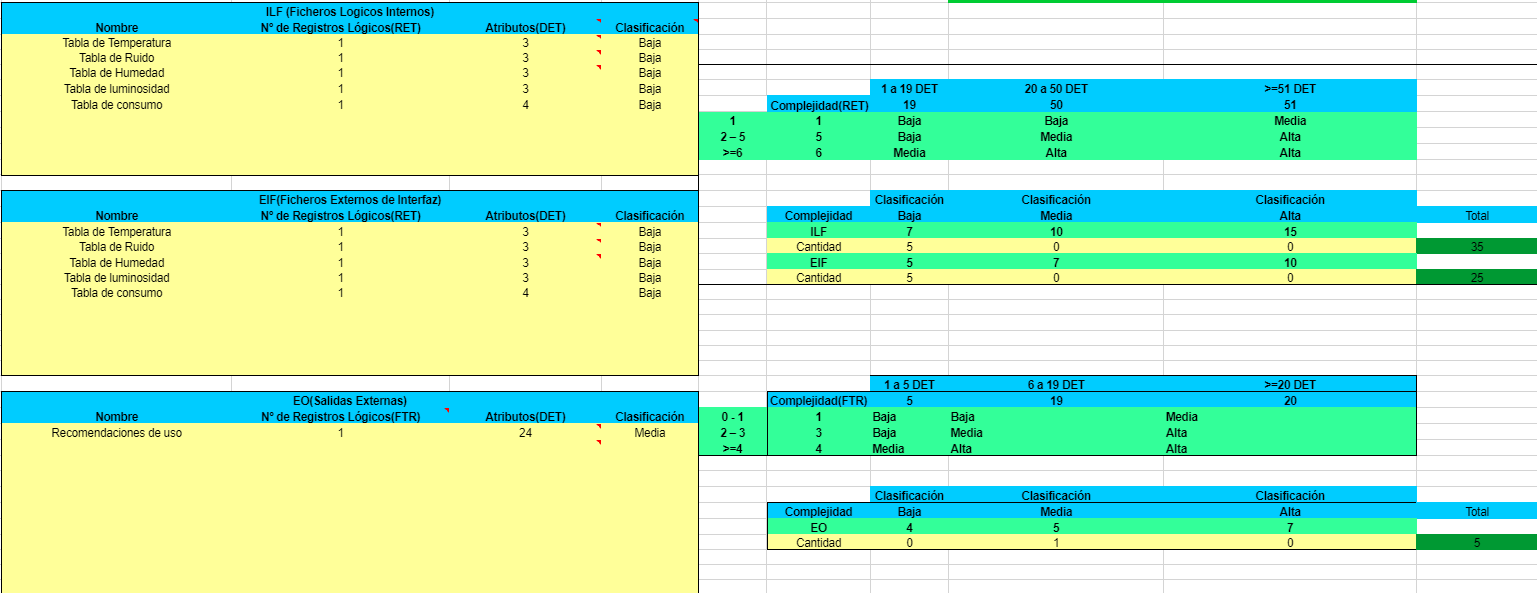 ILF (Ficheros Logicos Internos)
Nombre Nº de Registros Lógicos(RET) Atributos(DET) Clasificación
Tabla de Temperatura 1 3 Baja
Tabla de Ruido 1 3 Baja
Tabla de Humedad 1 3 Baja
Tabla de luminosidad 1 3 Baja
Tabla de consumo 1 4 Baja
1 a 19 DET 20 a 50 DET >=51 DET
Complejidad(RET) 19 50 51
1 1 Baja Baja Media
2 – 5 5 Baja Media Alta
>=6 6 Media Alta Alta
EIF(Ficheros Externos de Interfaz)
Nombre Nº de Registros Lógicos(RET) Atributos(DET) Clasificación
Tabla de Temperatura 1 3 Baja
Tabla de Ruido 1 3 Baja
Tabla de Humedad 1 3 Baja
Tabla de luminosidad 1 3 Baja
Tabla de consumo 1 4 Baja
Clasificación Clasificación Clasificación
Complejidad Baja Media Alta Total
ILF 7 10 15
Cantidad 5 0 0 35
EIF 5 7 10
Cantidad 5 0 0 25
EO(Salidas Externas)
Nombre Nº de Registros Lógicos(FTR) Atributos(DET) Clasificación
Recomendaciones de uso 1 24 Media
1 a 5 DET 6 a 19 DET >=20 DET
Complejidad(FTR) 5 19 20
0 - 1 1 Baja Baja Media
2 – 3 3 Baja Media Alta
>=4 4 Media Alta Alta
Clasificación Clasificación Clasificación
Complejidad Baja Media Alta Total
EO 4 5 7
Cantidad 0 1 0 5